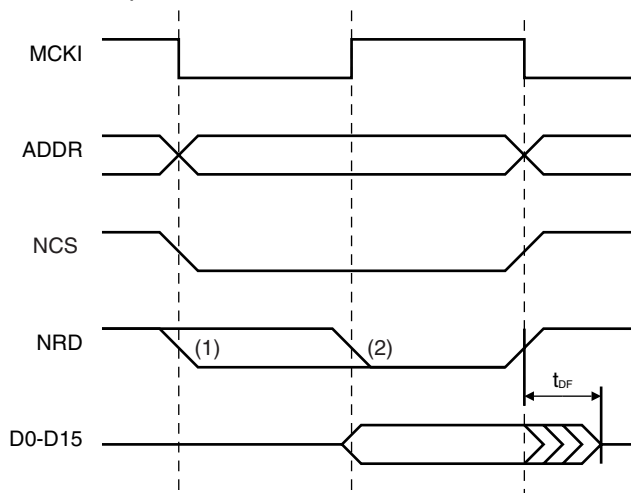 MCKI
ADDR
NCS
NRD
(1)
(2)
tDF
D0-D15